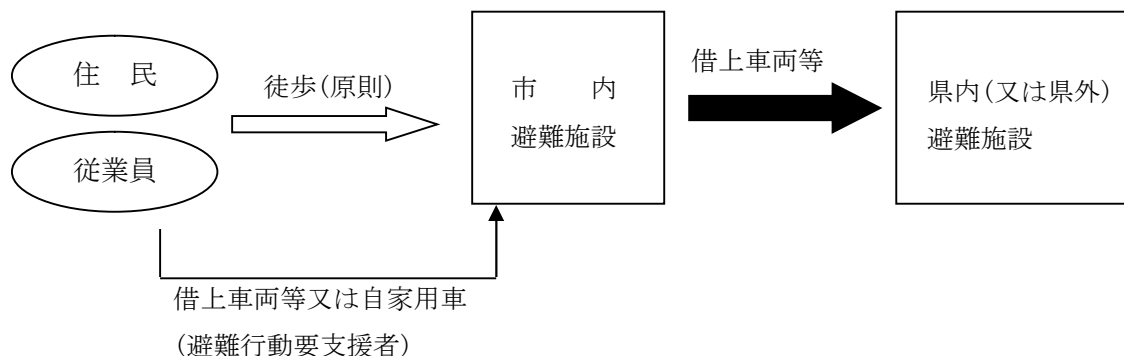 住　民
従業員
徒歩(原則)
市　　内
避難施設
借上車両等
県内(又は県外)
避難施設
借上車両等又は自家用車
(避難行動要支援者)